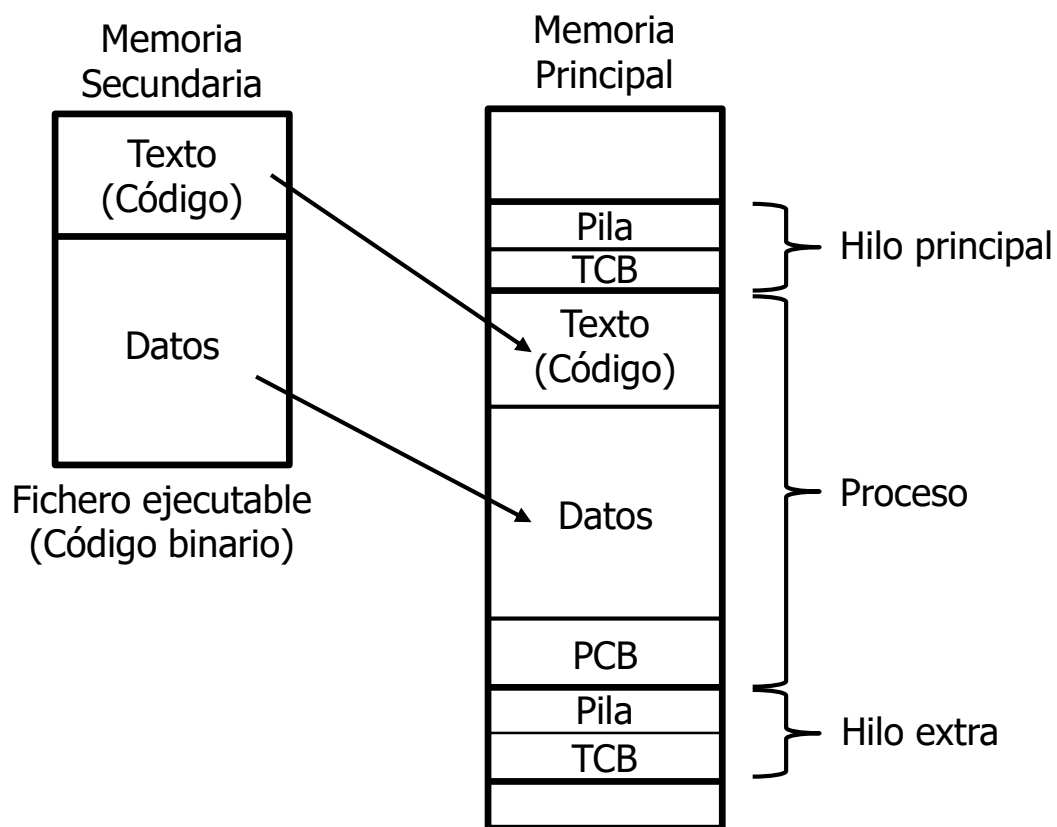 Memoria
Secundaria
Texto
(Código)
Datos
Fichero ejecutable
(Código binario)
Memoria
Principal
Pila
TCB
Texto
(Código)
Datos
PCB
Pila
TCB
Hilo principal
Proceso
Hilo extra